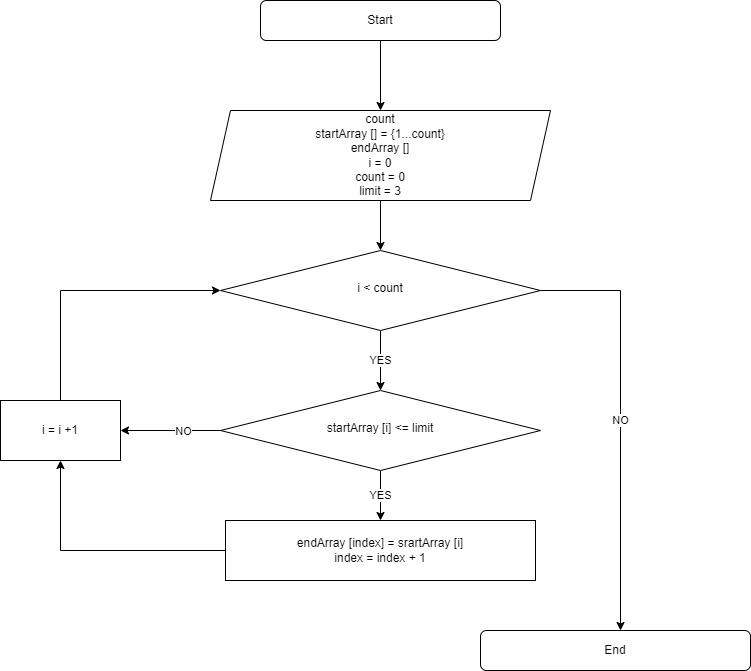 Start
count
startArray [] = {1...count}
endArray []
i = 0
count = 0
limit = 3
i < count
YES
startArray [i] <= limit
NO
i = i +1
NO
YES
endArray [index] = srartArray [i]
index = index + 1
End